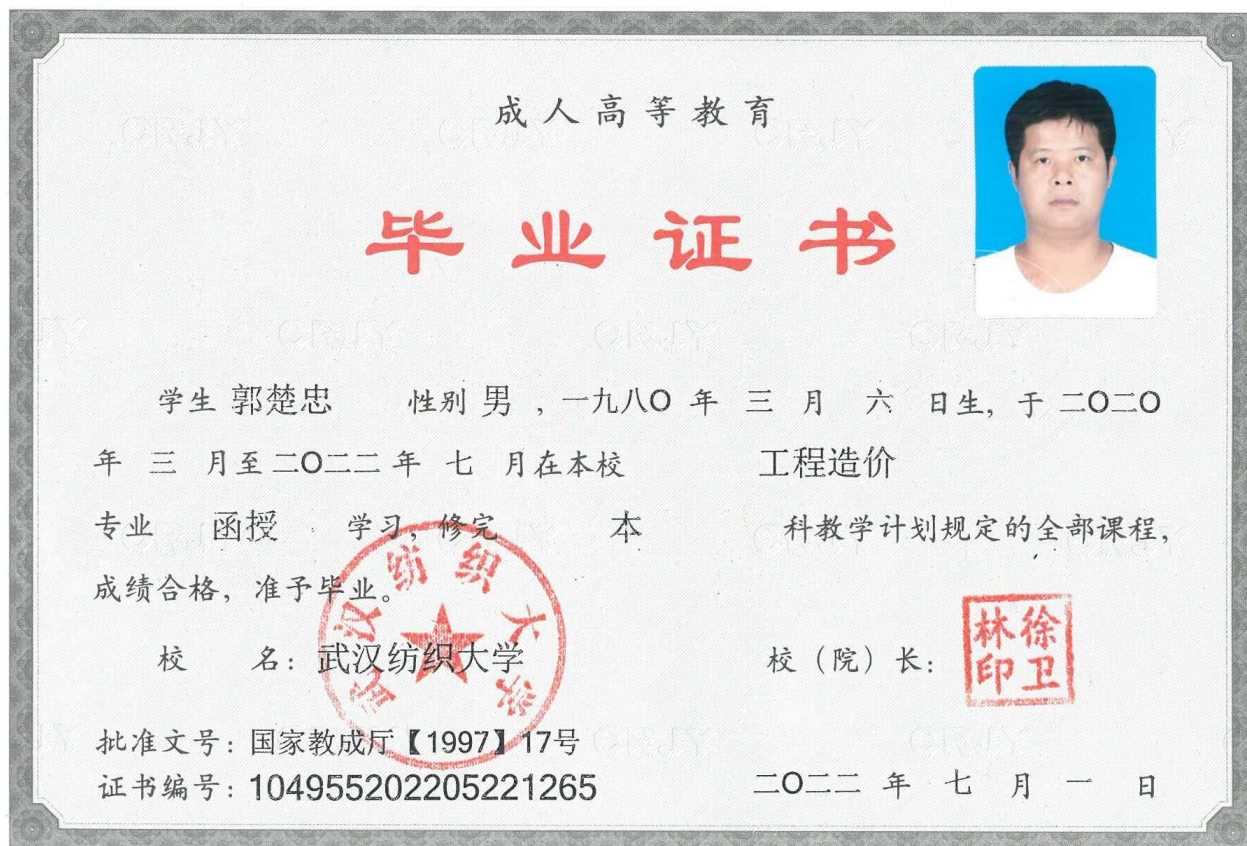 成人高等教育
毕业证书
学生 郭楚忠 性别 男 ,一九八〇 年 三 月 六 日生, 于 二〇二〇
年 三 月至 二〇二二 年 七 月在本校 工程造价
专业 函授 学习, 修完 本 科教学计划规定的全部课程,
成绩合格, 准予毕业。
武汉纺织大学
校 名: 武汉纺织大学 校(院)长:
徐卫林印
批准文号: 国家教成厅【1997】17号
证书编号: 104955202205221265 二〇二二 年 七 月 一 日